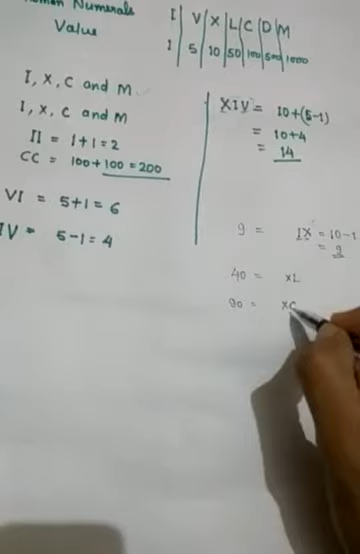 Numerals
Value
I | V | X | L | C | D | M
1 | 5 | 10 | 50 | 100 | 500 | 1000
I, X, C and M.
I, X, C and M
II = 1+1=2
CC = 100+100=200
VI = 5+1=6
IV = 5-1=4
XIV = 10+(5-1)
= 10+4
= 14
9 = IX = 10-1
= 9
40 = XL
90 = XC